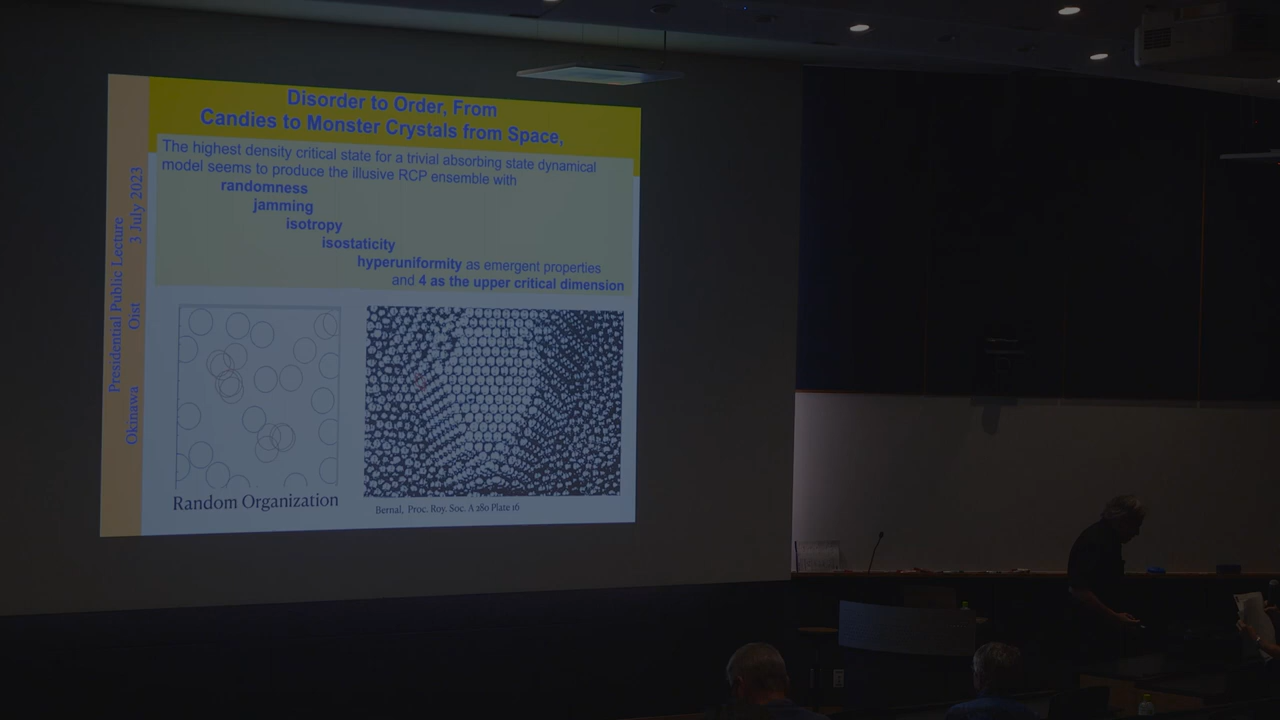 Disorder to Order, From
Candies to Monster Crystals from Space,
The highest density critical state for a trivial absorbing state dynamical
model seems to produce the illusive RCP ensemble with
randomness
jamming
isotropy
isostaticity
hyperuniformity as emergent properties
and 4 as the upper critical dimension
Presidential Public Lecture
Okinawa Oist 3 July 2023
Random Organization
Bernal, Proc. Roy. Soc. A 280 Plate 16